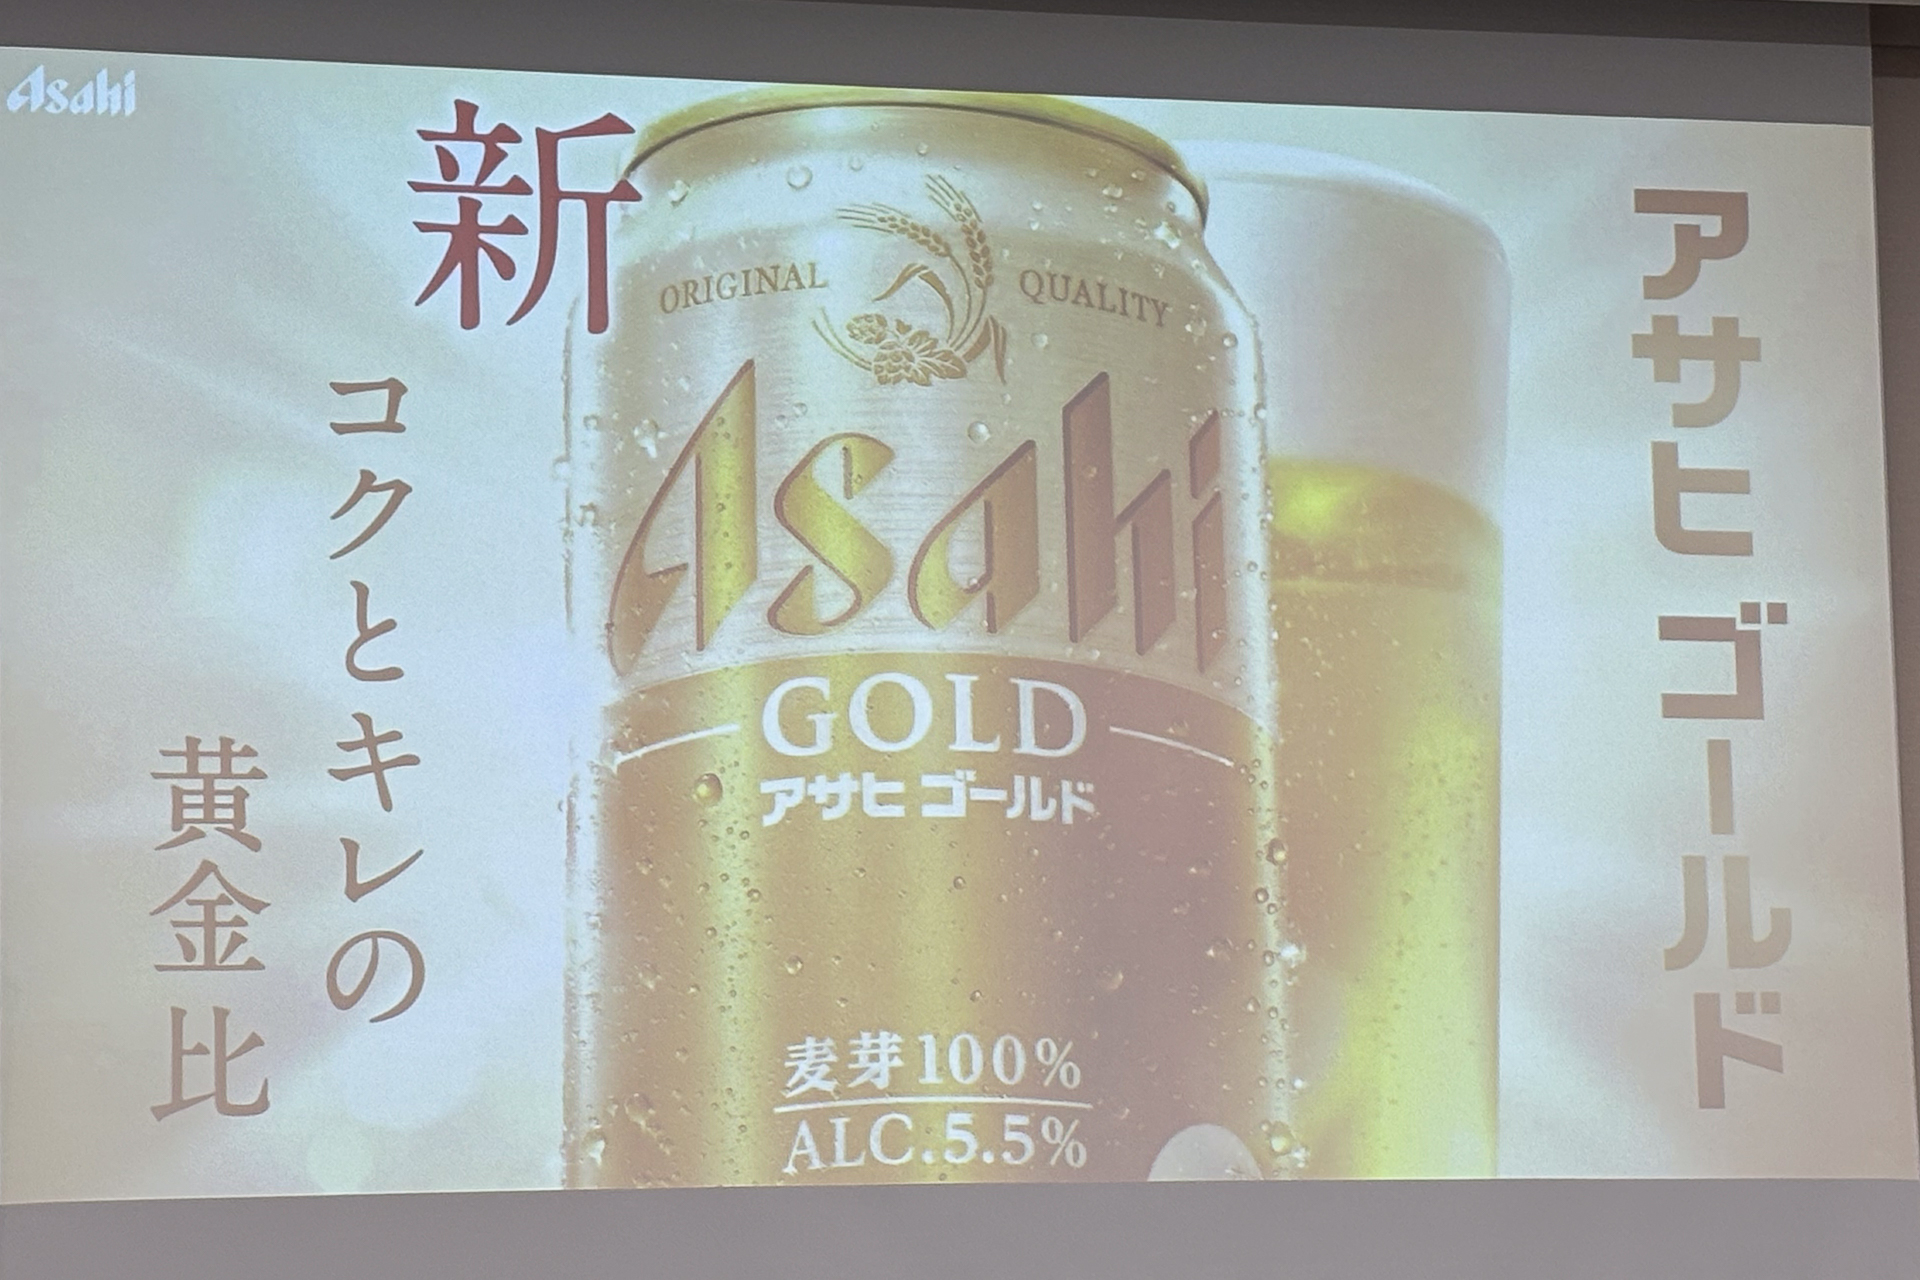 Asahi
アサヒ ゴールド
新
コクとキレの
黄金比
ORIGINAL QUALITY
Asahi
GOLD
アサヒ ゴールド
麦芽100%
ALC.5.5%